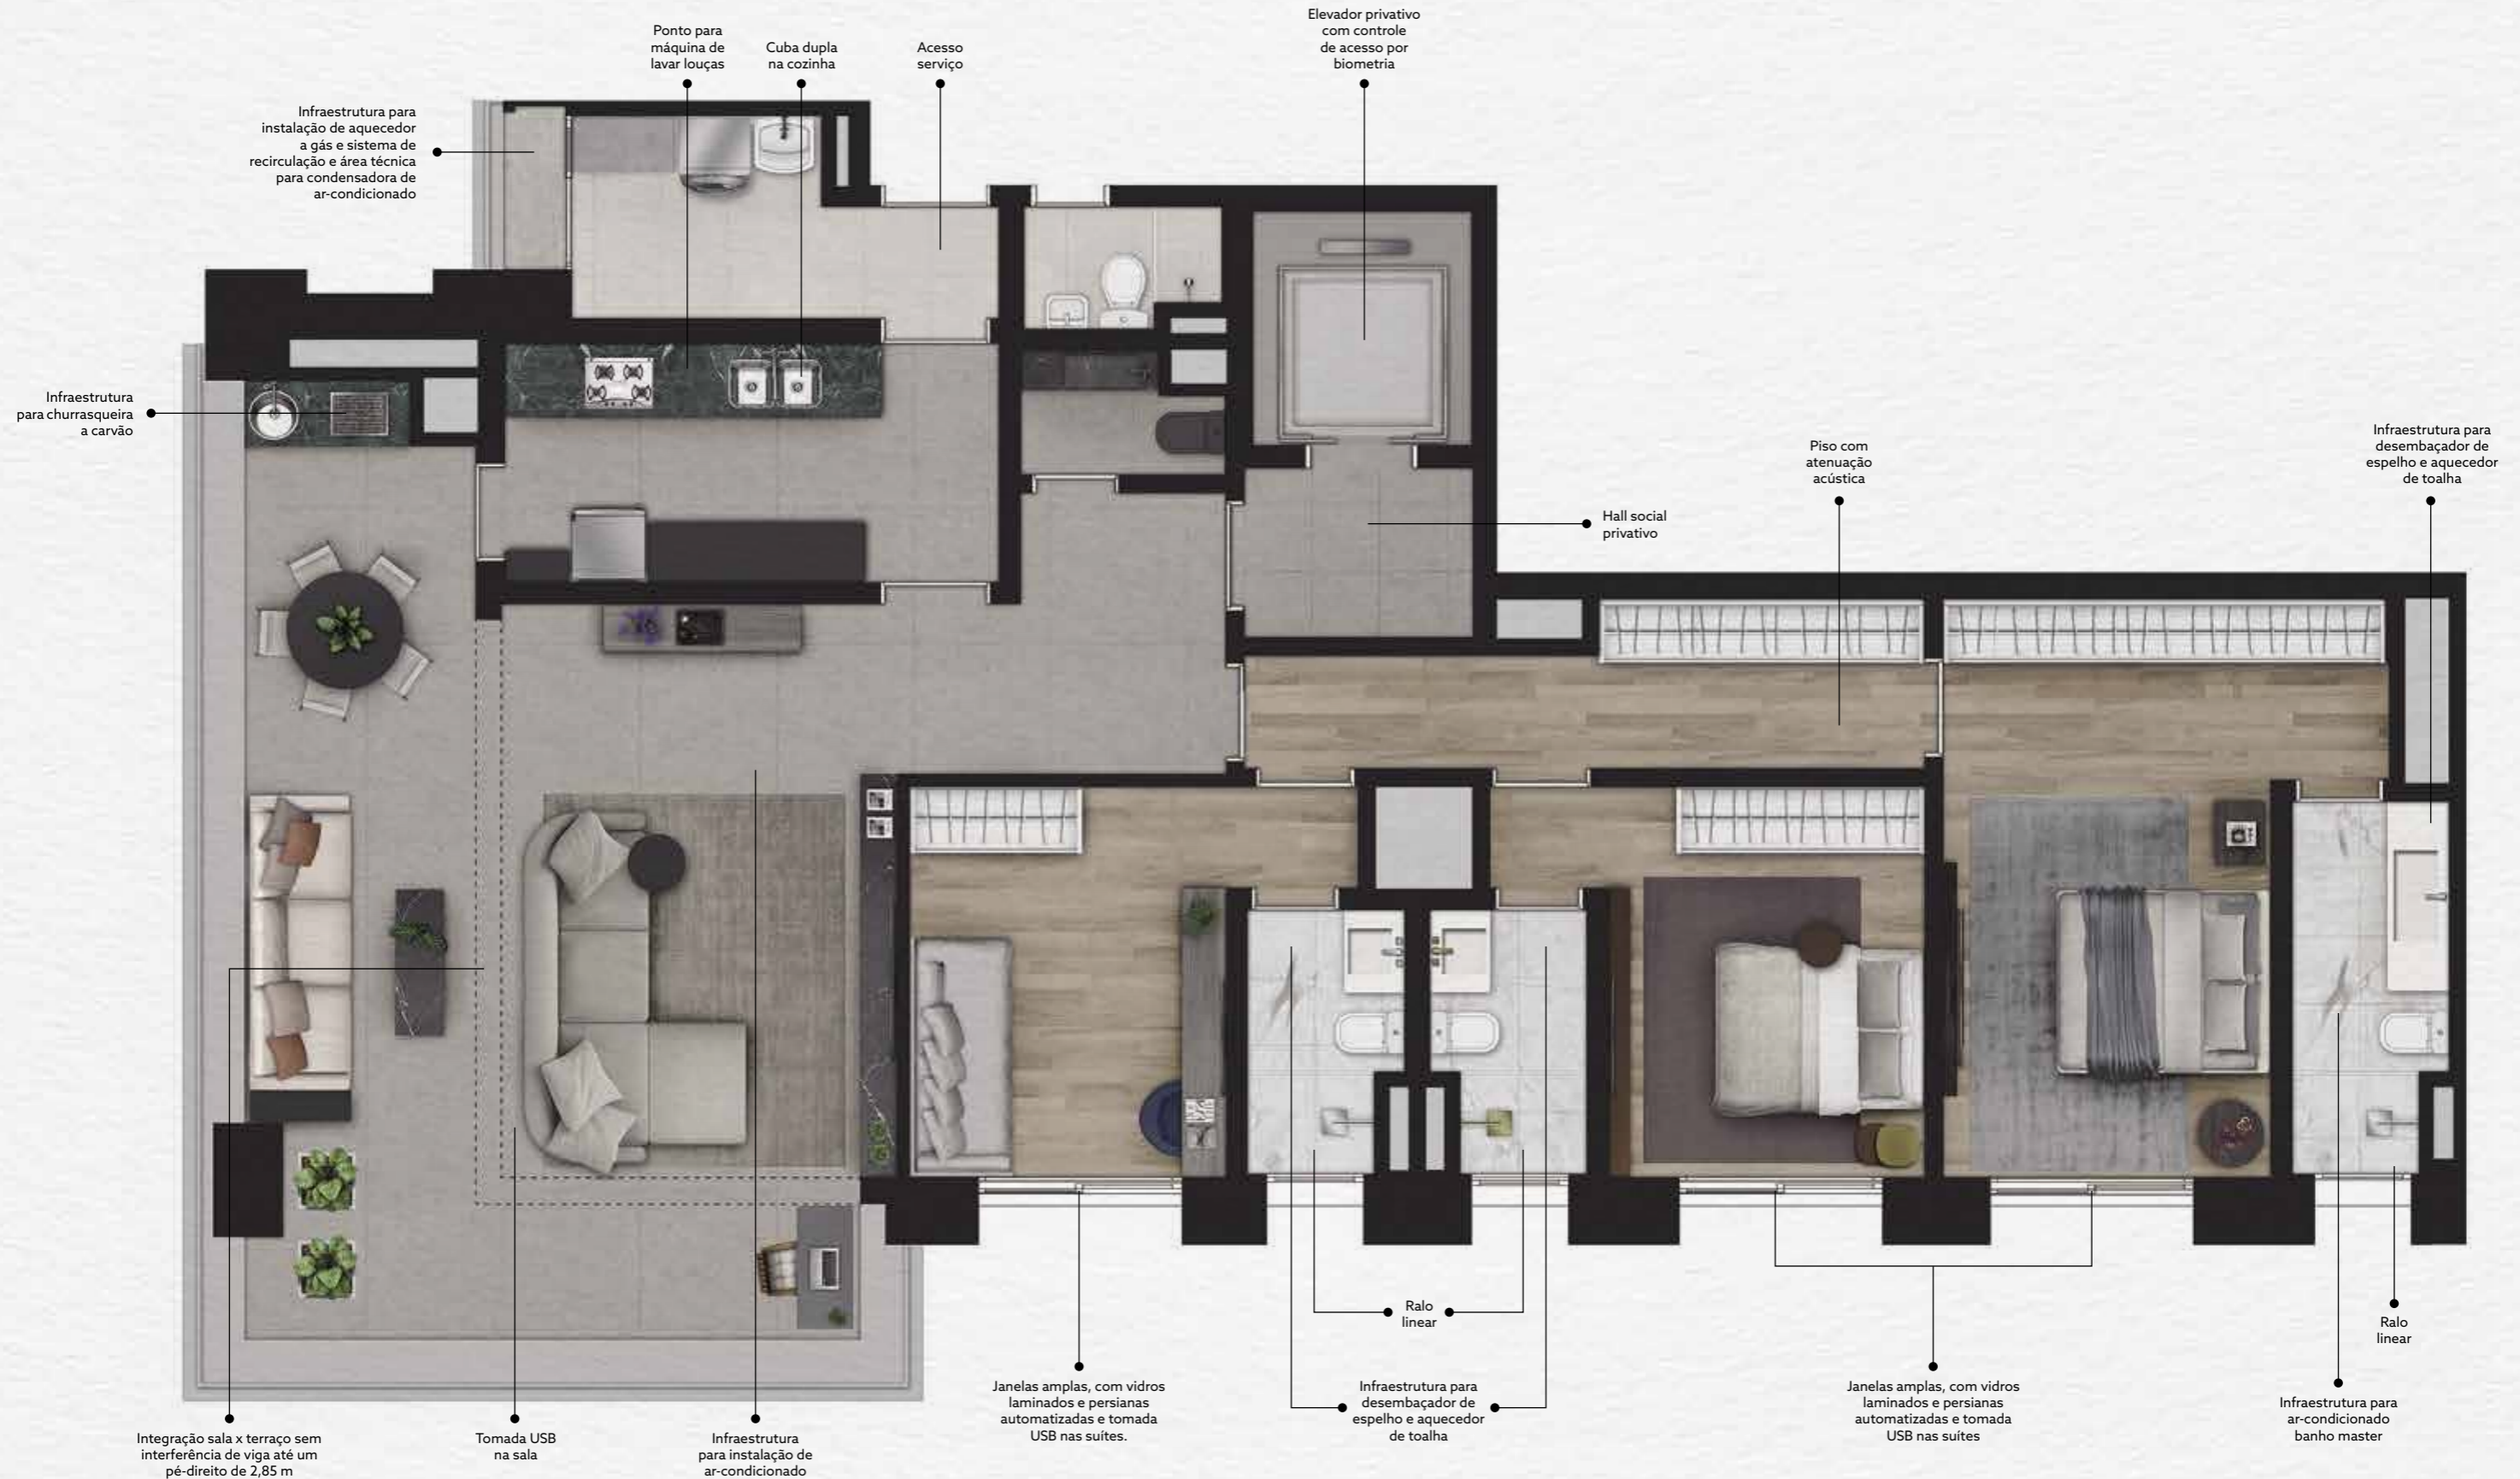 Elevador privativo
com controle
de acesso por
biometria
Ponto para
máquina de
lavar louças
Cuba dupla
na cozinha
Acesso
serviço
Infraestrutura para
instalação de aquecedor
a gás e sistema de
recirculação e área técnica
para condensadora de
ar-condicionado
Infraestrutura
para churrasqueira
a carvão
Piso com
atenuação
acústica
Infraestrutura para
desembaçador de
espelho e aquecedor
de toalha
Hall social
privativo
Ralo
linear
Ralo
linear
Integração sala x terraço sem
interferência de viga até um
pé-direito de 2,85 m
Tomada USB
na sala
Infraestrutura
para instalação de
ar-condicionado
Janelas amplas, com vidros
laminados e persianas
automatizadas e tomada
USB nas suítes.
Infraestrutura para
desembaçador de
espelho e aquecedor
de toalha
Janelas amplas, com vidros
laminados e persianas
automatizadas e tomada
USB nas suítes
Infraestrutura para
ar-condicionado
banho master